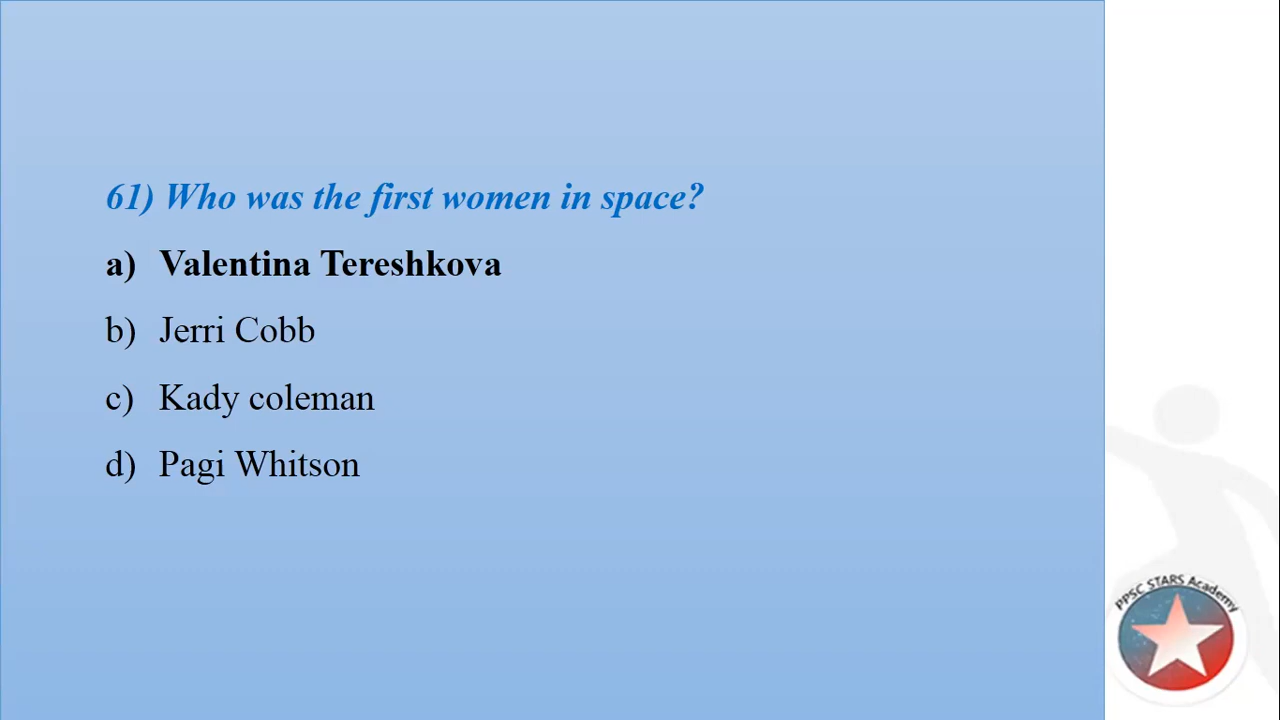 61) Who was the first women in space?
a) Valentina Tereshkova
b) Jerri Cobb
c) Kady coleman
d) Pagi Whitson
PPSC STARS Academy